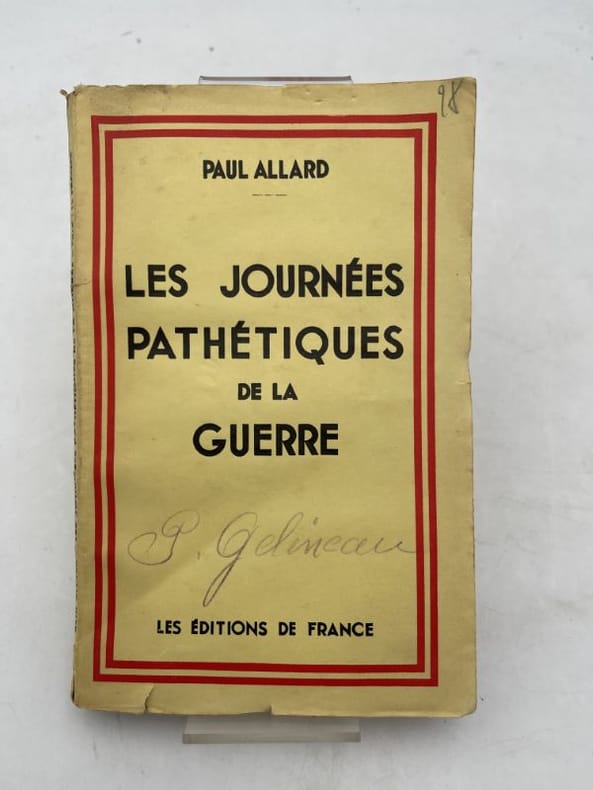 98
PAUL ALLARD
LES JOURNÉES
PATHÉTIQUES
DE LA
GUERRE
P. Gelineau
LES ÉDITIONS DE FRANCE